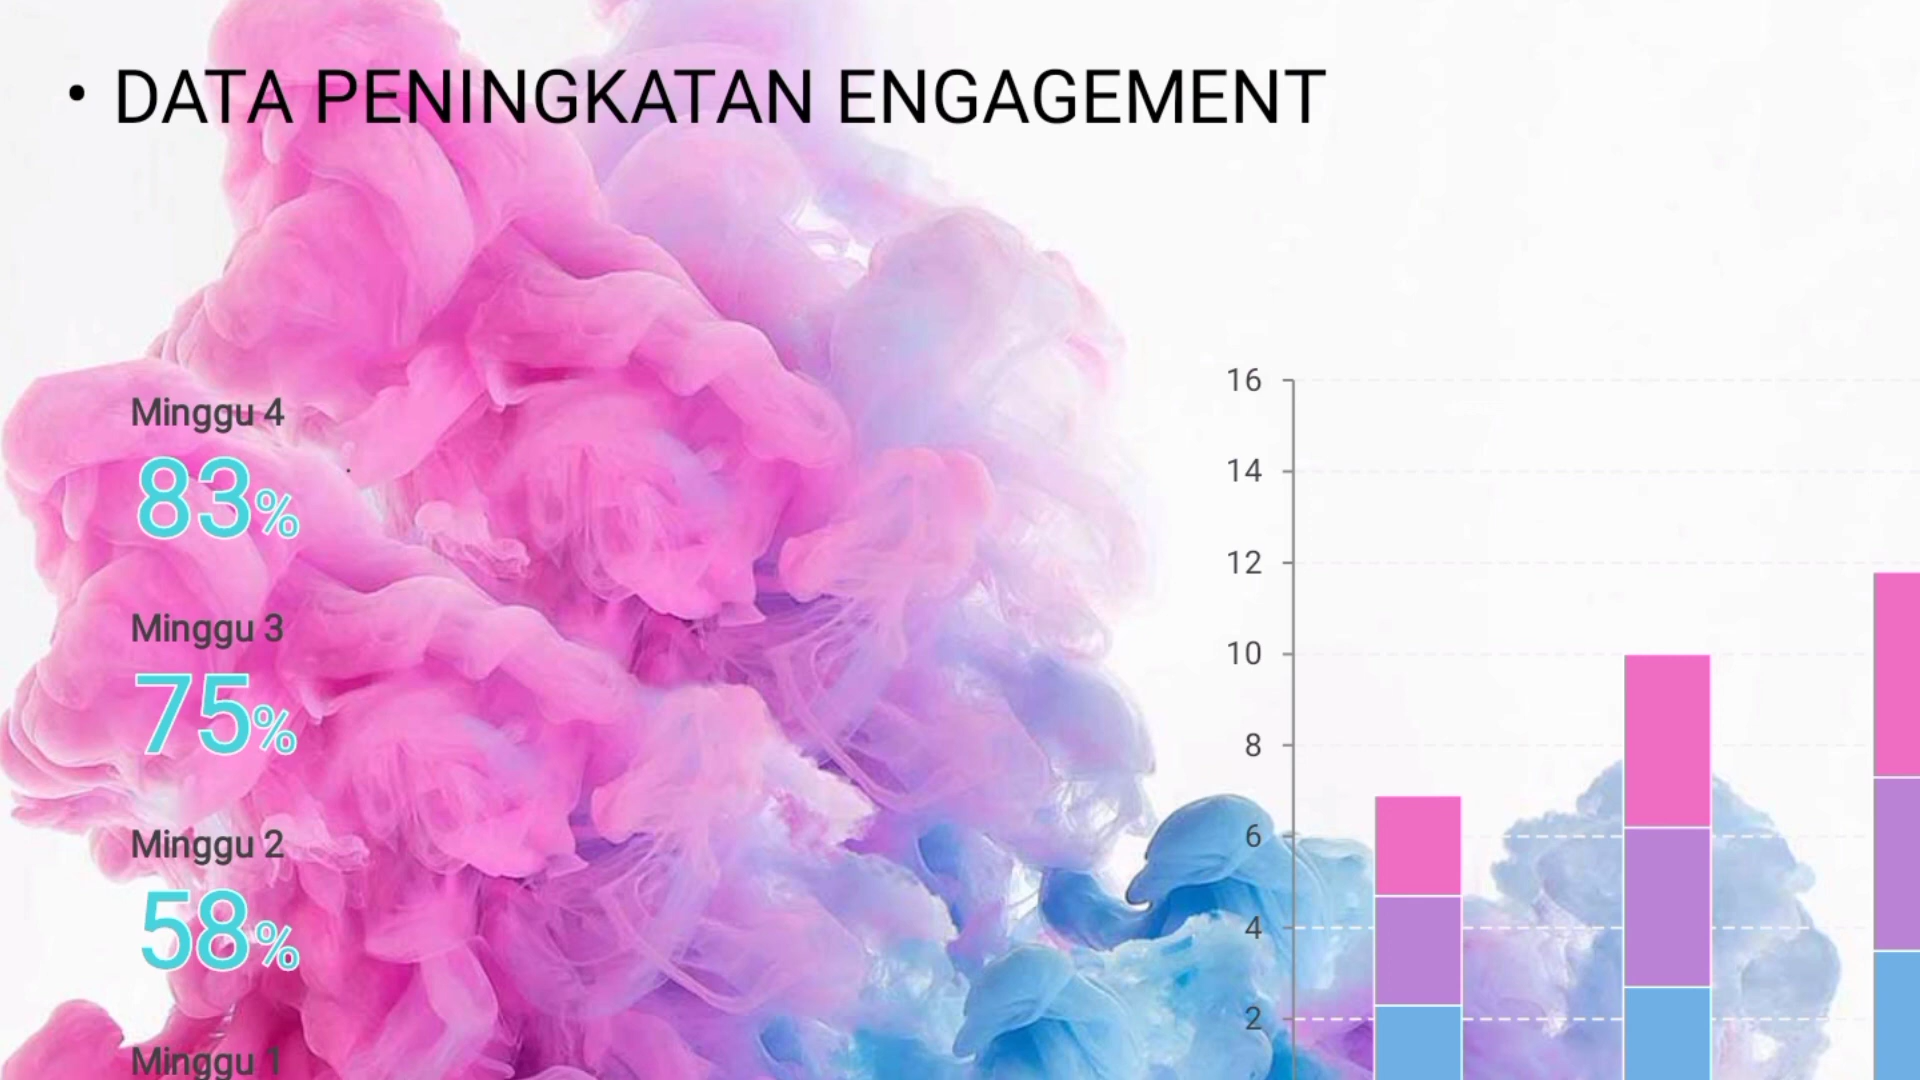 • DATA PENINGKATAN ENGAGEMENT
Minggu 4
83%
Minggu 3
75%
Minggu 2
58%
Minggu 1
16
14
12
10
8
6
4
2